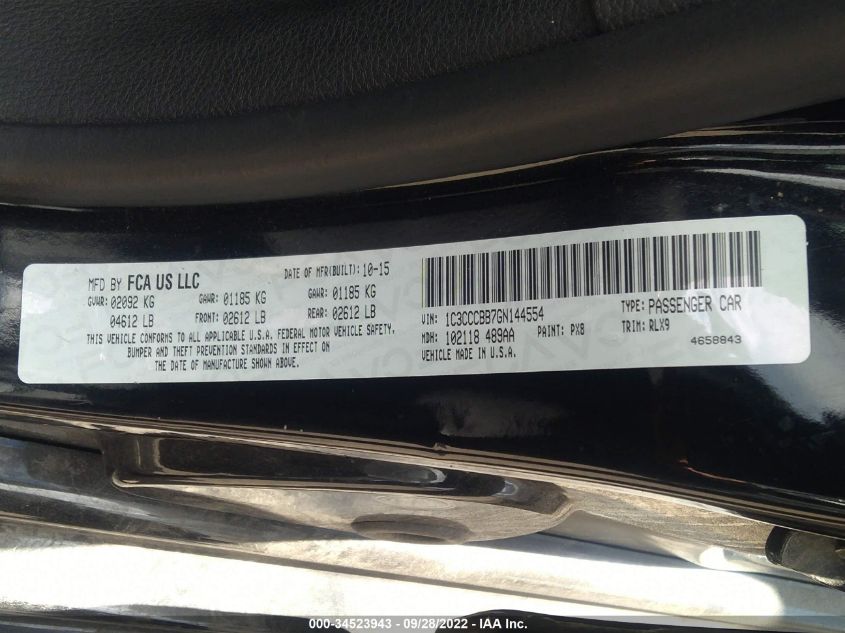 MFD BY FCA US LLC DATE OF MFR(BUILT): 10-15
GVWR: 02092 KG GAWR: 01185 KG GAWR: 01185 KG
04612 LB FRONT: 02612 LB REAR: 02612 LB
THIS VEHICLE CONFORMS TO ALL APPLICABLE U.S.A. FEDERAL MOTOR VEHICLE SAFETY,
BUMPER AND THEFT PREVENTION STANDARDS IN EFFECT ON
THE DATE OF MANUFACTURE SHOWN ABOVE.
VIN: 1C3CCCBB7GN144554 TYPE: PASSENGER CAR
MDH: 102118 489AA PAINT: PX8 TRIM: RLX9
VEHICLE MADE IN U.S.A. 4658843
000-34523943 - 09/28/2022 - IAA Inc.